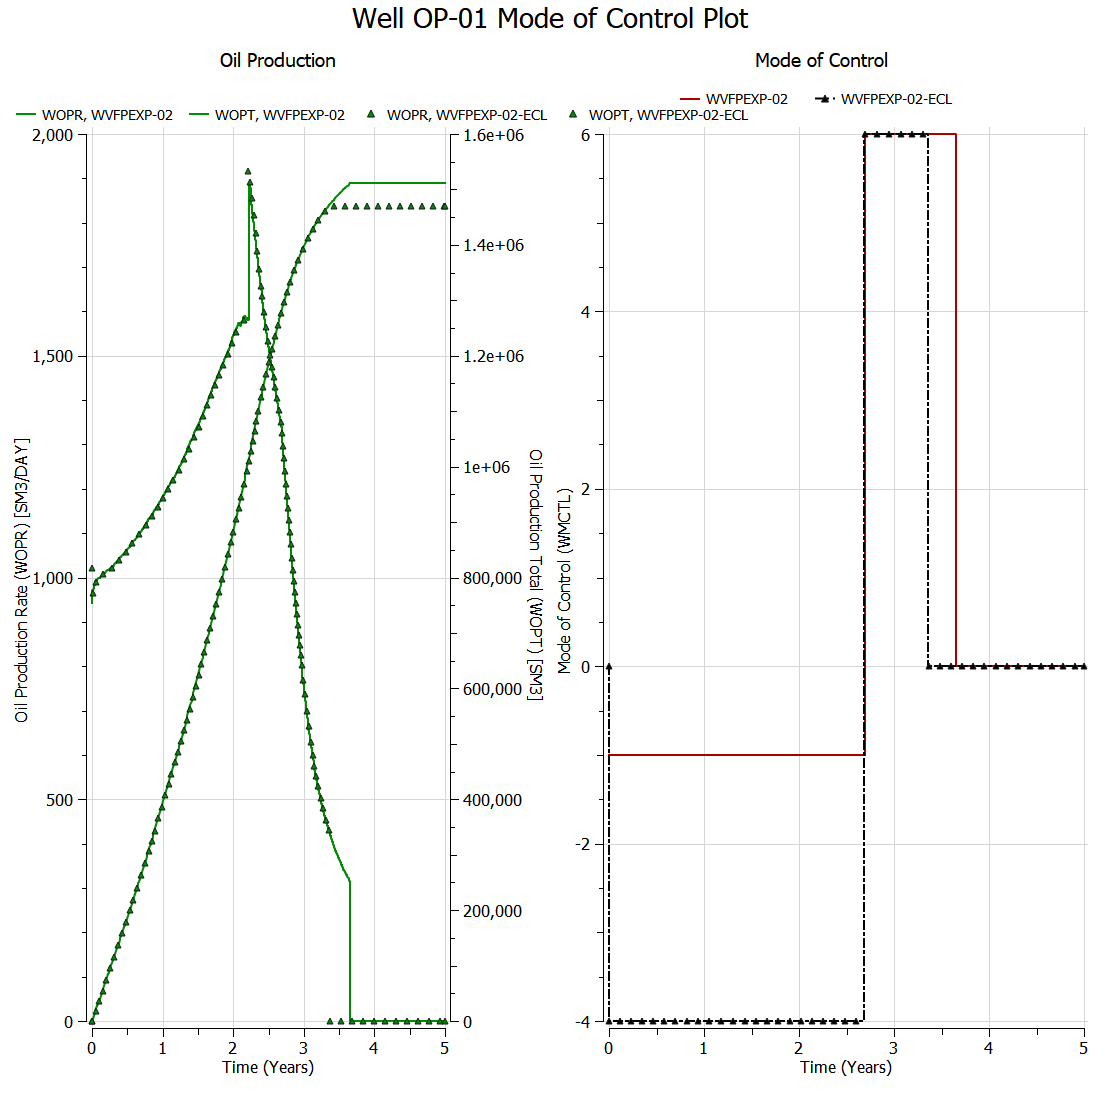 Well OP-01 Mode of Control Plot
Oil Production
WOPR, WVFPEXP-02 WOPT, WVFPEXP-02 WOPR, WVFPEXP-02-ECL WOPT, WVFPEXP-02-ECL
2,000
1,500
1,000
500
0
Oil Production Rate (WOPR) [SM3/DAY]
1.6e+06
1.4e+06
1.2e+06
1e+06
800,000
600,000
400,000
200,000
0
Oil Production Total (WOPT) [SM3]
0 1 2 3 4 5
Time (Years)
Mode of Control
WVFPEXP-02 WVFPEXP-02-ECL
6
4
2
0
-2
-4
Mode of Control (WMCTL)
0 1 2 3 4 5
Time (Years)